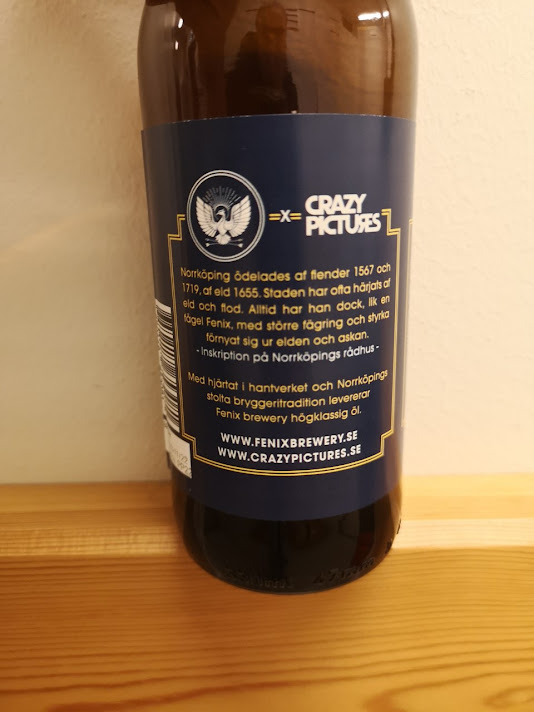 =X=
CRAZY
PICTURES
Norrköping ödelades af fiender 1567 och
1719, af eld 1655. Staden har ofta härjats af
eld och flod. Alltid har han dock, lik en
fågel Fenix, med större fägring och styrka
förnyat sig ur elden och askan.
- inskription på Norrköpings rådhus -
Med hjärtat i hantverket och Norrköpings
stolta bryggeritradition levererar
Fenix brewery högklassig öl.
WWW.FENIXBREWERY.SE
WWW.CRAZYPICTURES.SE